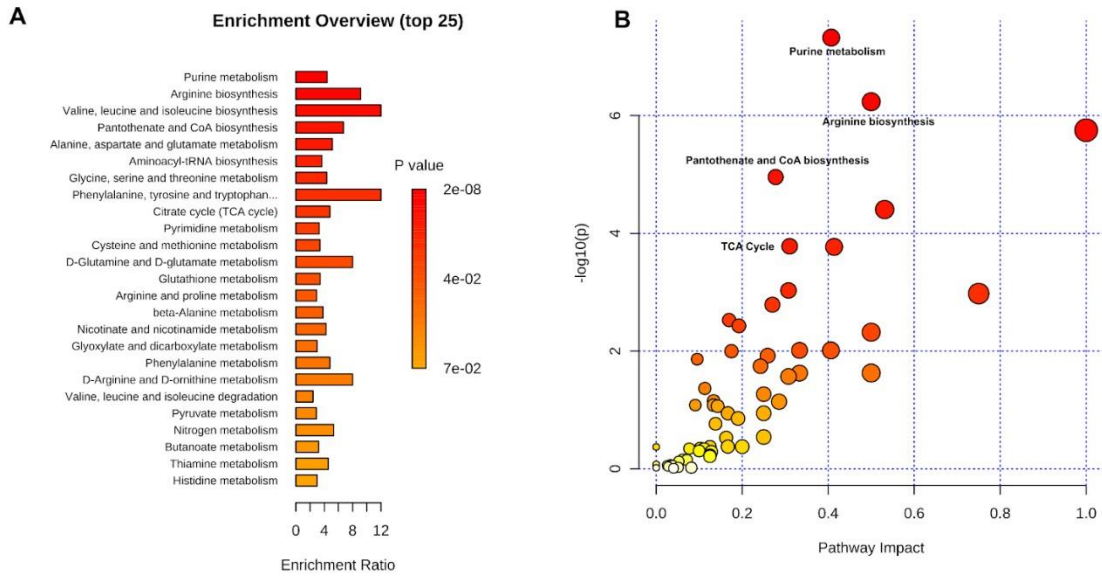 A
Enrichment Overview (top 25)
Purine metabolism
Arginine biosynthesis
Valine, leucine and isoleucine biosynthesis
Pantothenate and CoA biosynthesis
Alanine, aspartate and glutamate metabolism
Aminoacyl-tRNA biosynthesis
Glycine, serine and threonine metabolism
Phenylalanine, tyrosine and tryptophan...
Citrate cycle (TCA cycle)
Pyrimidine metabolism
Cysteine and methionine metabolism
D-Glutamine and D-glutamate metabolism
Glutathione metabolism
Arginine and proline metabolism
beta-Alanine metabolism
Nicotinate and nicotinamide metabolism
Glyoxylate and dicarboxylate metabolism
Phenylalanine metabolism
D-Arginine and D-ornithine metabolism
Valine, leucine and isoleucine degradation
Pyruvate metabolism
Nitrogen metabolism
Butanoate metabolism
Thiamine metabolism
Histidine metabolism
0 4 8 12
Enrichment Ratio
P value
2e-08
4e-02
7e-02
B
Purine metabolism
Arginine biosynthesis
Pantothenate and CoA biosynthesis
TCA Cycle
-log10(p)
6
4
2
0
0.0 0.2 0.4 0.6 0.8 1.0
Pathway Impact